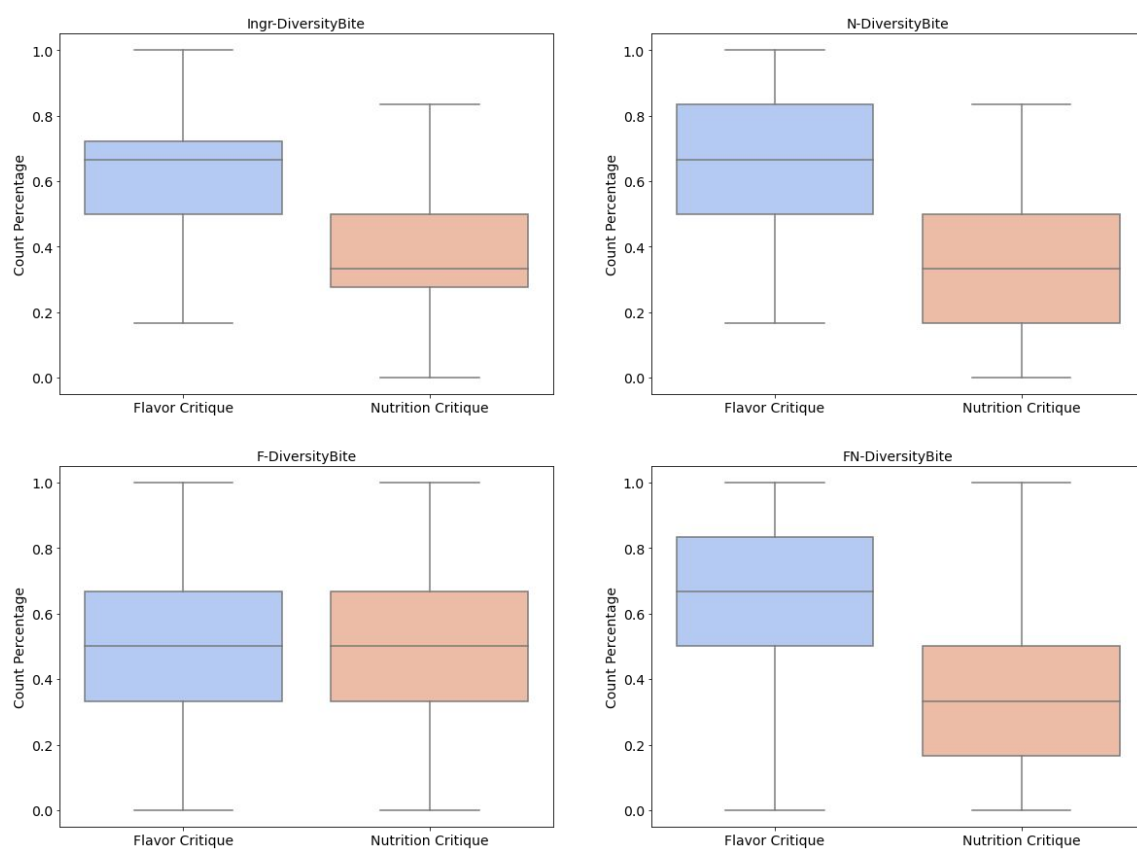 Ingr-DiversityBite
Count Percentage
1.0
0.8
0.6
0.4
0.2
0.0
Flavor Critique
Nutrition Critique
N-DiversityBite
Count Percentage
1.0
0.8
0.6
0.4
0.2
0.0
Flavor Critique
Nutrition Critique
F-DiversityBite
Count Percentage
1.0
0.8
0.6
0.4
0.2
0.0
Flavor Critique
Nutrition Critique
FN-DiversityBite
Count Percentage
1.0
0.8
0.6
0.4
0.2
0.0
Flavor Critique
Nutrition Critique